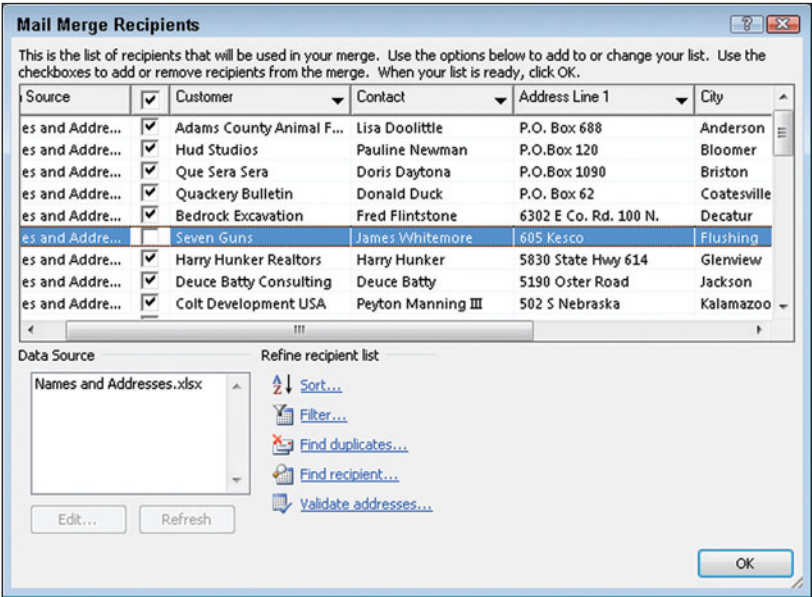 Mail Merge Recipients
This is the list of recipients that will be used in your merge. Use the options below to add to or change your list. Use the
checkboxes to add or remove recipients from the merge. When your list is ready, click OK.
Source Customer Contact Address Line 1 City
es and Addre... Adams County Animal F... Lisa Doolittle P.O. Box 688 Anderson
es and Addre... Hud Studios Pauline Newman P.O.Box 120 Bloomer
es and Addre... Que Sera Sera Doris Daytona P.O.Box 1090 Briston
es and Addre... Quackery Bulletin Donald Duck P.O. Box 62 Coatesville
es and Addre... Bedrock Excavation Fred Flintstone 6302 E Co. Rd. 100 N. Decatur
es and Addre... Seven Guns James Whitemore 605 Kesco Flushing
es and Addre... Harry Hunker Realtors Harry Hunker 5830 State Hwy 614 Glenview
es and Addre... Deuce Batty Consulting Deuce Batty 5190 Oster Road Jackson
es and Addre... Colt Development USA Peyton Manning III 502 S Nebraska Kalamazoo
Data Source Refine recipient list
Names and Addresses.xlsx
Sort...
Filter...
Find duplicates...
Find recipient...
Validate addresses...
Edit... Refresh
OK